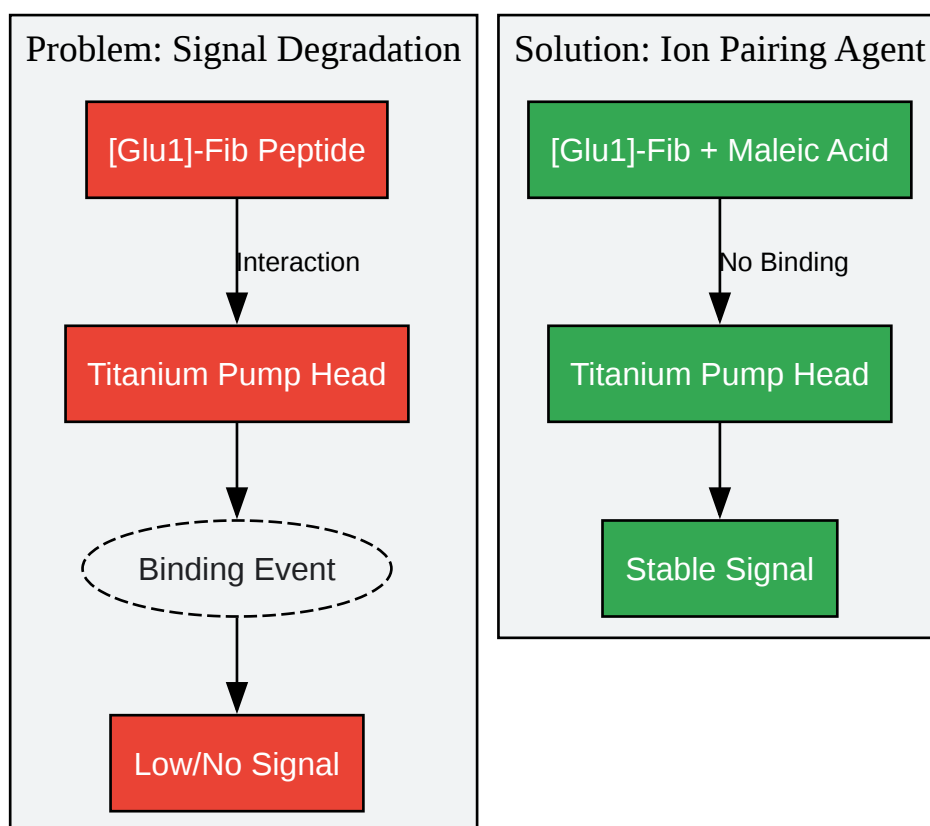 Problem: Signal Degradation
[Glu1]-Fib Peptide
Interaction
Titanium Pump Head
Binding Event
Low/No Signal
Solution: Ion Pairing Agent
[Glu1]-Fib + Maleic Acid
No Binding
Titanium Pump Head
Stable Signal